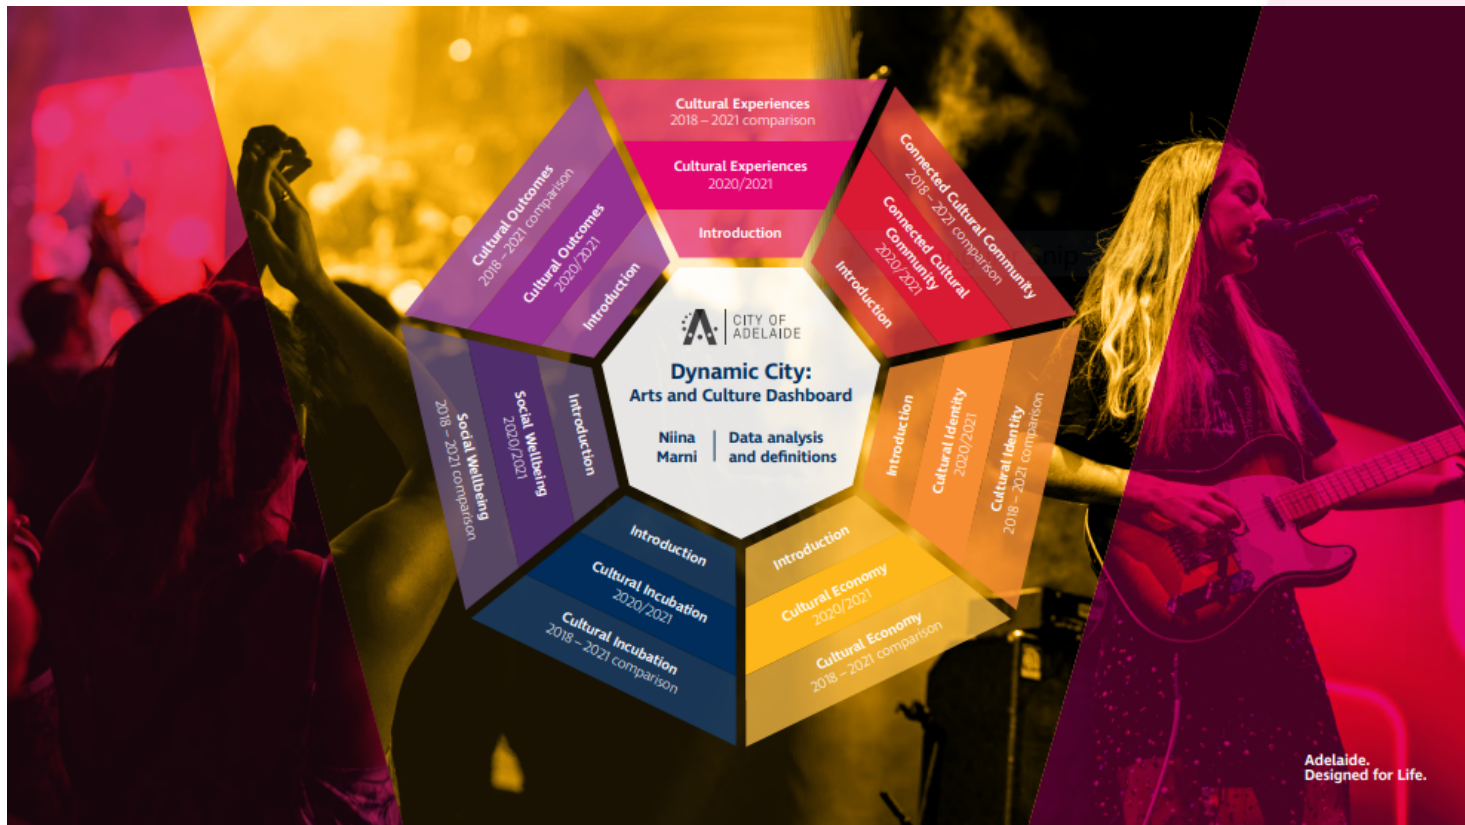 Cultural Experiences
2018 – 2021 comparison
Cultural Experiences
2020/2021
Introduction
Connected Cultural Community
2018 – 2021 comparison
Connected Cultural
Community
2020/2021
Introduction
Introduction
Cultural Identity
2020/2021
Cultural Identity
2018 – 2021 comparison
Introduction
Cultural Economy
2020/2021
Cultural Economy
2018 – 2021 comparison
Introduction
Cultural Incubation
2020/2021
Cultural Incubation
2018 – 2021 comparison
Introduction
Social Wellbeing
2020/2021
Social Wellbeing
2018 – 2021 comparison
Cultural Outcomes
2018 – 2021 comparison
Cultural Outcomes
2020/2021
Introduction
CITY OF
ADELAIDE
Dynamic City:
Arts and Culture Dashboard
Niina
Marni
Data analysis
and definitions
Adelaide.
Designed for Life.